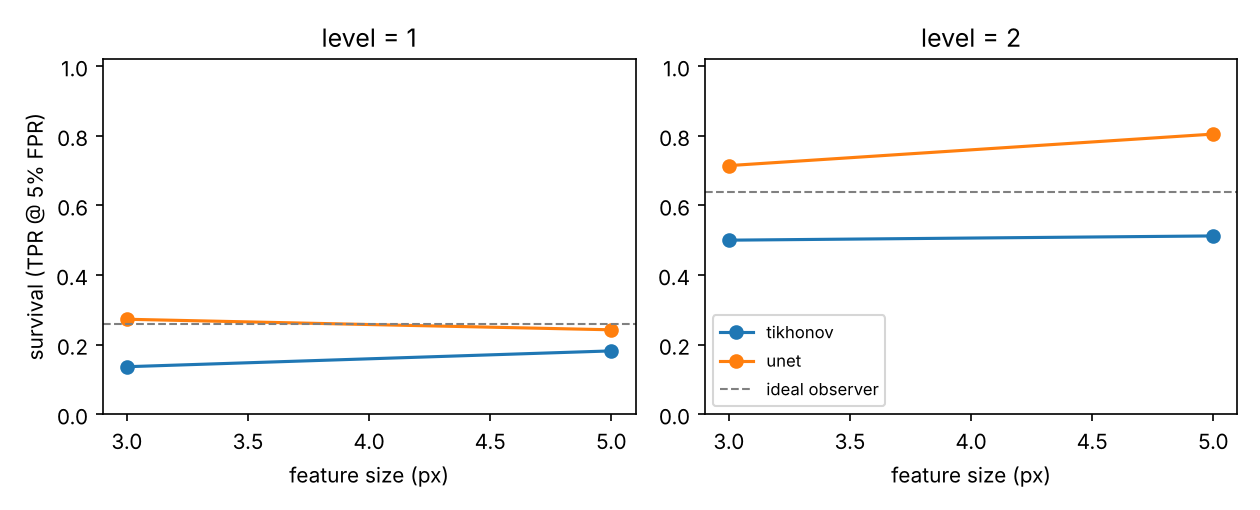 level = 1
survival (TPR @ 5% FPR)
1.0
0.8
0.6
0.4
0.2
0.0
3.0 3.5 4.0 4.5 5.0
feature size (px)
level = 2
1.0
0.8
0.6
0.4
0.2
0.0
tikhonov
unet
ideal observer
3.0 3.5 4.0 4.5 5.0
feature size (px)